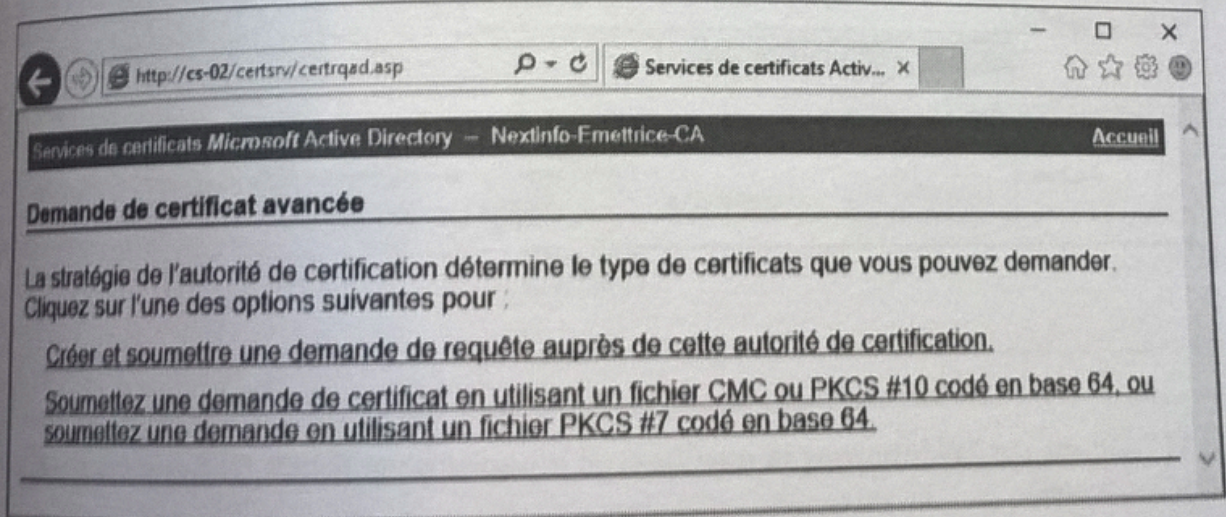 http://cs-02/certsrv/certrqad.asp
Services de certificats Activ...
Services de certificats Microsoft Active Directory — NextInfo-Emettrice-CA
Accueil
Demande de certificat avancée
La stratégie de l'autorité de certification détermine le type de certificats que vous pouvez demander.
Cliquez sur l'une des options suivantes pour :
Créer et soumettre une demande de requête auprès de cette autorité de certification.
Soumettez une demande de certificat en utilisant un fichier CMC ou PKCS #10 codé en base 64, ou
soumettez une demande en utilisant un fichier PKCS #7 codé en base 64.